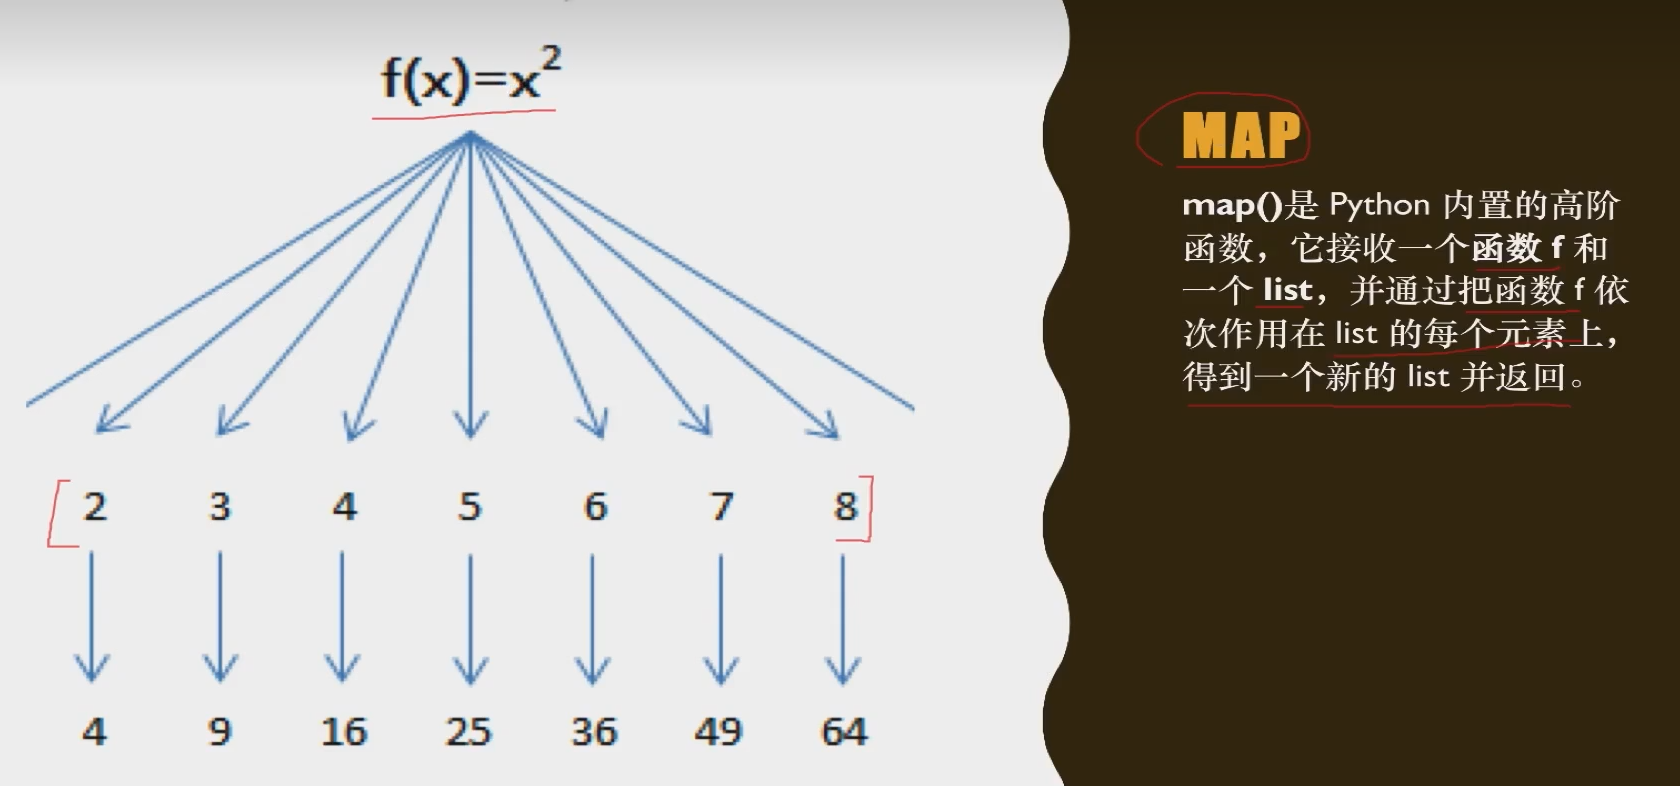 f(x)=x²
2 3 4 5 6 7 8
4 9 16 25 36 49 64
MAP
map()是 Python 内置的高阶
函数，它接收一个函数 f 和
一个 list，并通过把函数 f 依
次作用在 list 的每个元素上，
得到一个新的 list 并返回。